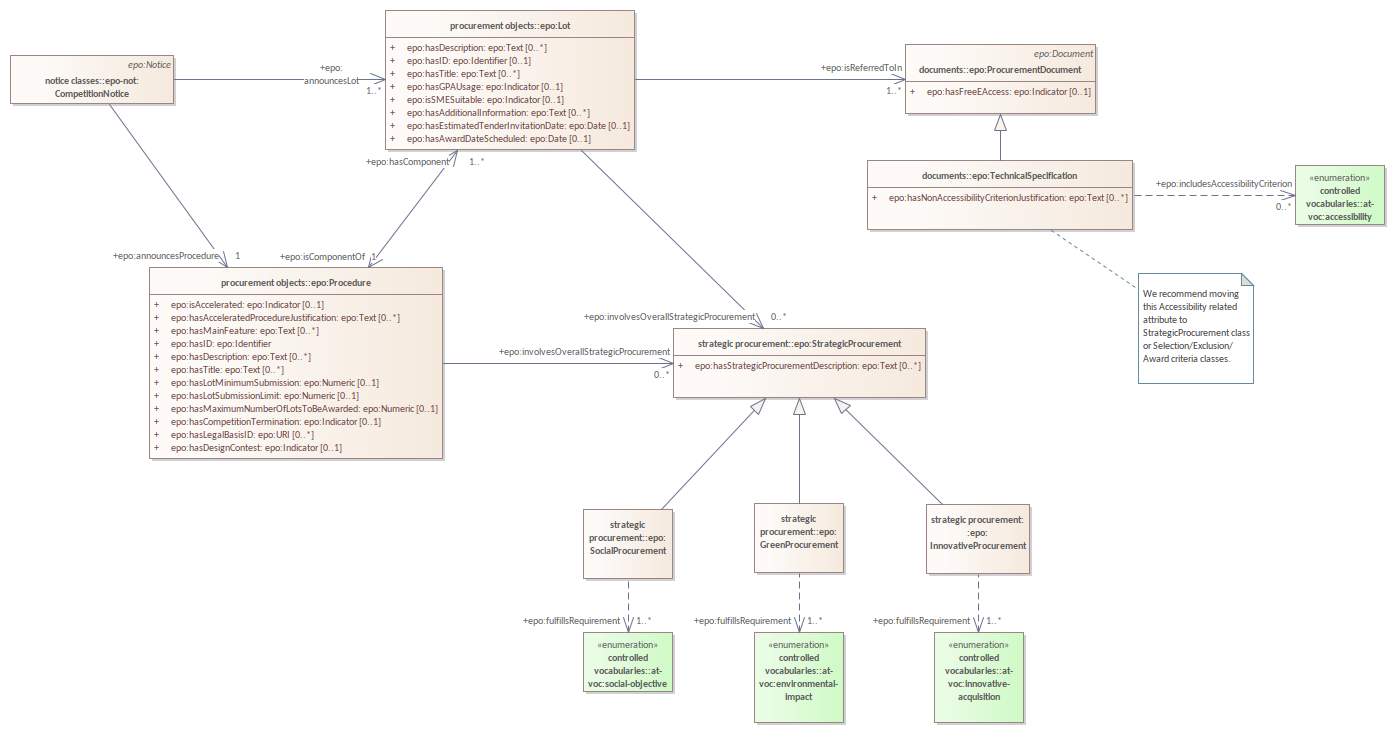 procurement objects::epo:Lot
+ epo:hasDescription: epo:Text [0..*]
+ epo:hasID: epo:Identifier [0..1]
+ epo:hasTitle: epo:Text [0..*]
+ epo:hasGPAUsage: epo:Indicator [0..1]
+ epo:isSMESuitable: epo:Indicator [0..1]
+ epo:hasAdditionalInformation: epo:Text [0..*]
+ epo:hasEstimatedTenderInvitationDate: epo:Date [0..1]
+ epo:hasAwardDateScheduled: epo:Date [0..1]
epo:Notice
notice classes::epo-not:
CompetitionNotice
+epo:
announcesLot
1..*
+epo:isReferredToIn
1..*
epo:Document
documents::epo:ProcurementDocument
+ epo:hasFreeEAccess: epo:Indicator [0..1]
documents::epo:TechnicalSpecification
+ epo:hasNonAccessibilityCriterionJustification: epo:Text [0..*]
+epo:includesAccessibilityCriterion
0..*
«enumeration»
controlled
vocabularies::at-
voc:accessibility
+epo:hasComponent
1..*
+epo:announcesProcedure
1
+epo:isComponentOf
1
procurement objects::epo:Procedure
+ epo:isAccelerated: epo:Indicator [0..1]
+ epo:hasAcceleratedProcedureJustification: epo:Text [0..*]
+ epo:hasMainFeature: epo:Text [0..*]
+ epo:hasID: epo:Identifier
+ epo:hasDescription: epo:Text [0..*]
+ epo:hasTitle: epo:Text [0..*]
+ epo:hasLotMinimumSubmission: epo:Numeric [0..1]
+ epo:hasLotSubmissionLimit: epo:Numeric [0..1]
+ epo:hasMaximumNumberOfLotsToBeAwarded: epo:Numeric [0..1]
+ epo:hasCompetitionTermination: epo:Indicator [0..1]
+ epo:hasLegalBasisID: epo:URI [0..*]
+ epo:hasDesignContest: epo:Indicator [0..1]
We recommend moving
this Accessibility related
attribute to
StrategicProcurement class
or Selection/Exclusion/
Award criteria classes.
+epo:involvesOverallStrategicProcurement
0..*
+epo:involvesOverallStrategicProcurement
0..*
strategic procurement::epo:StrategicProcurement
+ epo:hasStrategicProcurementDescription: epo:Text [0..*]
strategic
procurement::epo:
SocialProcurement
strategic
procurement::epo:
GreenProcurement
strategic procurement:
:epo:
InnovativeProcurement
+epo:fulfillsRequirement
1..*
+epo:fulfillsRequirement
1..*
+epo:fulfillsRequirement
1..*
«enumeration»
controlled
vocabularies::at-
voc:social-objective
«enumeration»
controlled
vocabularies::at-
voc:environmental-
impact
«enumeration»
controlled
vocabularies::at-
voc:innovative-
acquisition